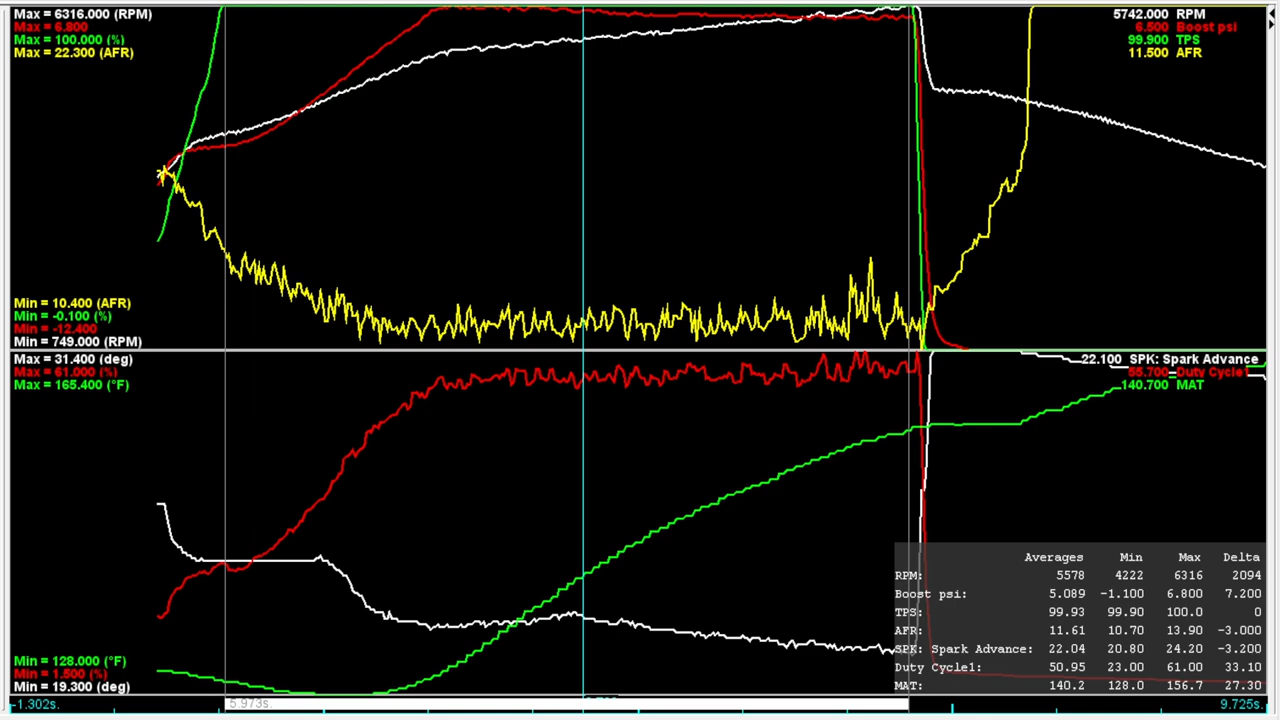 Max = 6316.000 (RPM)
Max = 6.800
Max = 100.000 (%)
Max = 22.300 (AFR)
5742.000 RPM
6.500 Boost psi
99.900 TPS
11.500 AFR
Min = 10.400 (AFR)
Min = -0.100 (%)
Min = -12.400
Min = 749.000 (RPM)
Max = 31.400 (deg)
Max = 61.000 (%)
Max = 165.400 (°F)
22.100 SPK: Spark Advance
55.700 Duty Cycle1
140.700 MAT
Averages Min Max Delta
RPM: 5578 4222 6316 2094
Boost psi: 5.089 -1.100 6.800 7.200
TPS: 99.93 99.90 100.0 0
AFR: 11.61 10.70 13.90 -3.000
SPK: Spark Advance: 22.04 20.80 24.20 -3.200
Duty Cycle1: 50.95 23.00 61.00 33.10
MAT: 140.2 128.0 156.7 27.30
Min = 128.000 (°F)
Min = 1.500 (%)
Min = 19.300 (deg)
-1.302s. 5.973s. 9.725s.